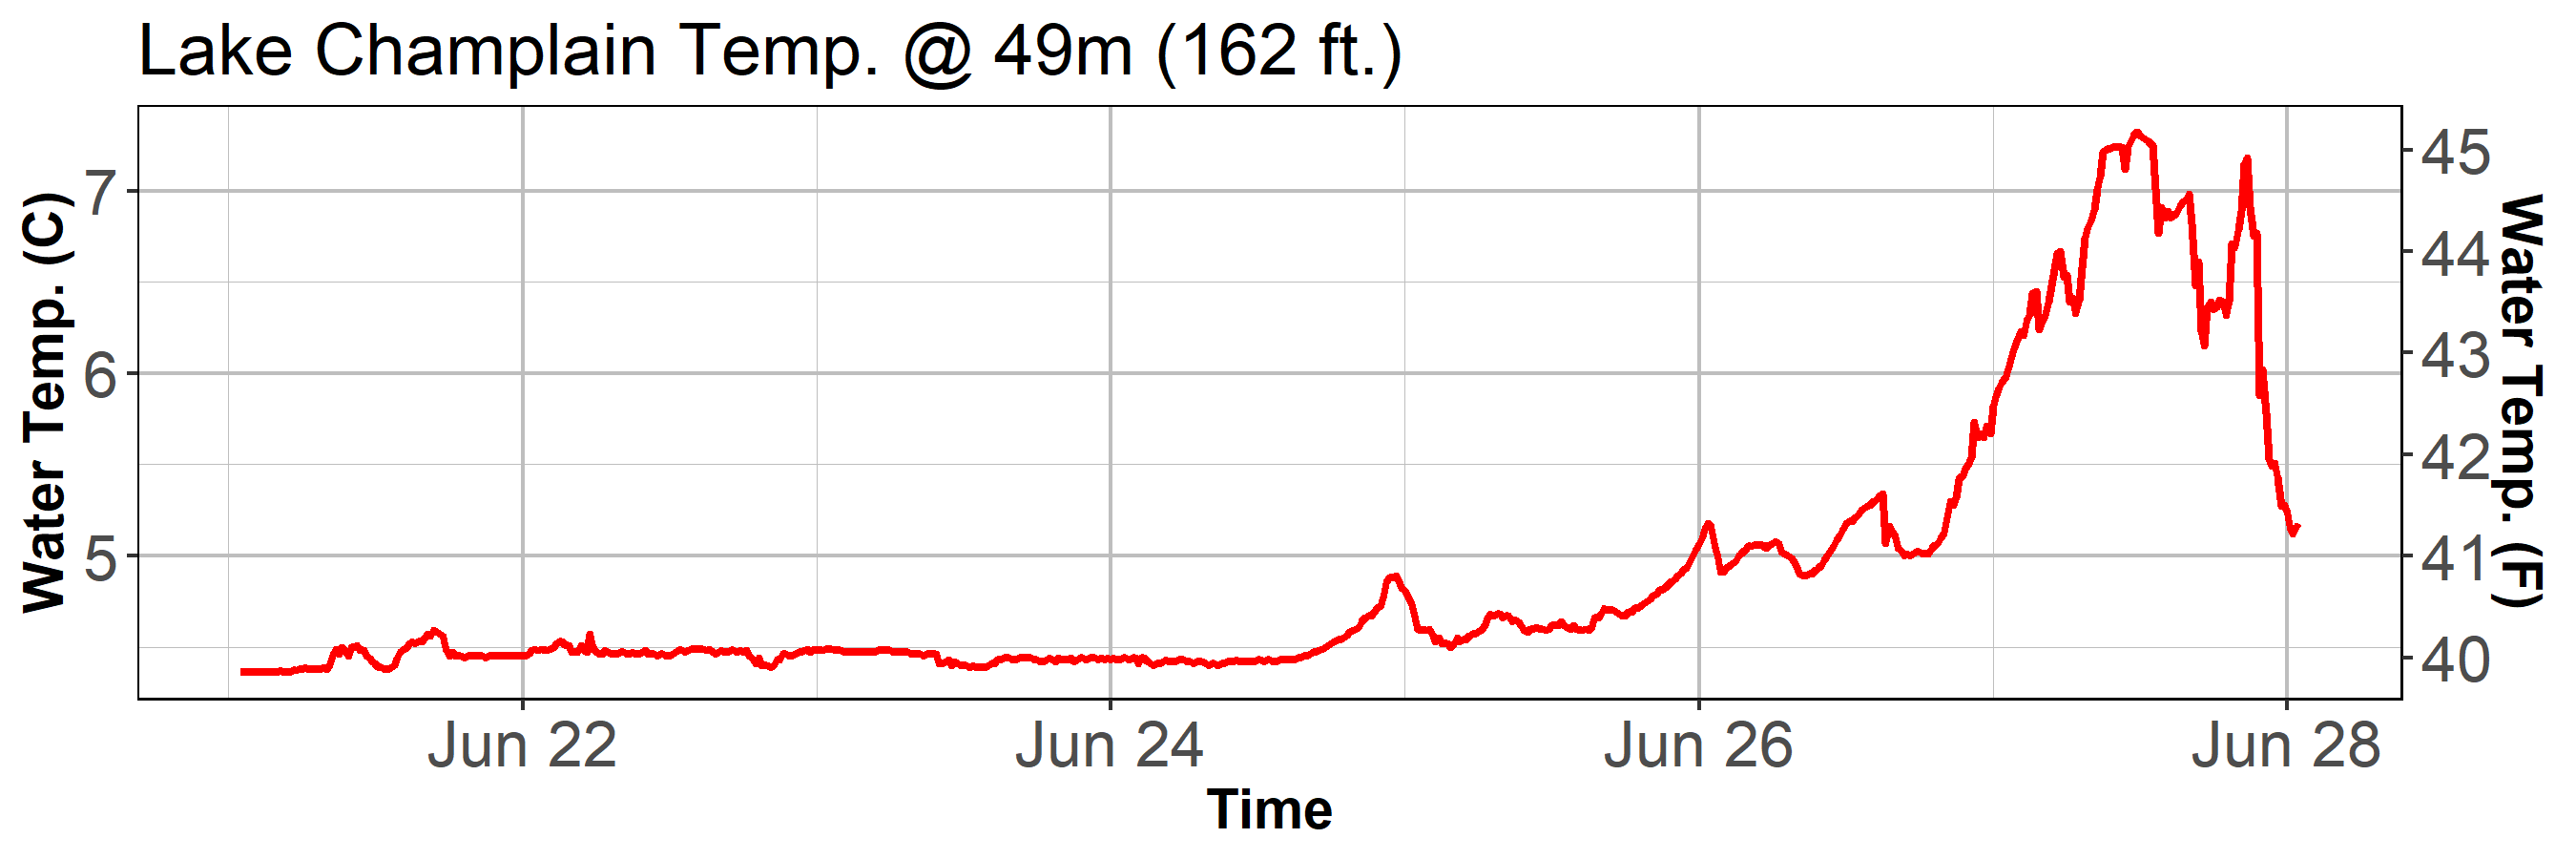 Lake Champlain Temp. @ 49m (162 ft.)
Water Temp. (C)
7
6
5
45
44
43
42
41
40
Water Temp. (F)
Jun 22
Jun 24
Jun 26
Jun 28
Time